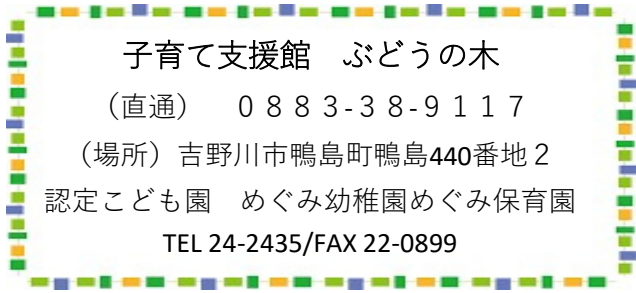 子育て支援館　ぶどうの木
（直通）　０８８３-３８-９１１７
（場所）吉野川市鴨島町鴨島440番地２
認定こども園　めぐみ幼稚園めぐみ保育園
TEL 24-2435/FAX 22-0899